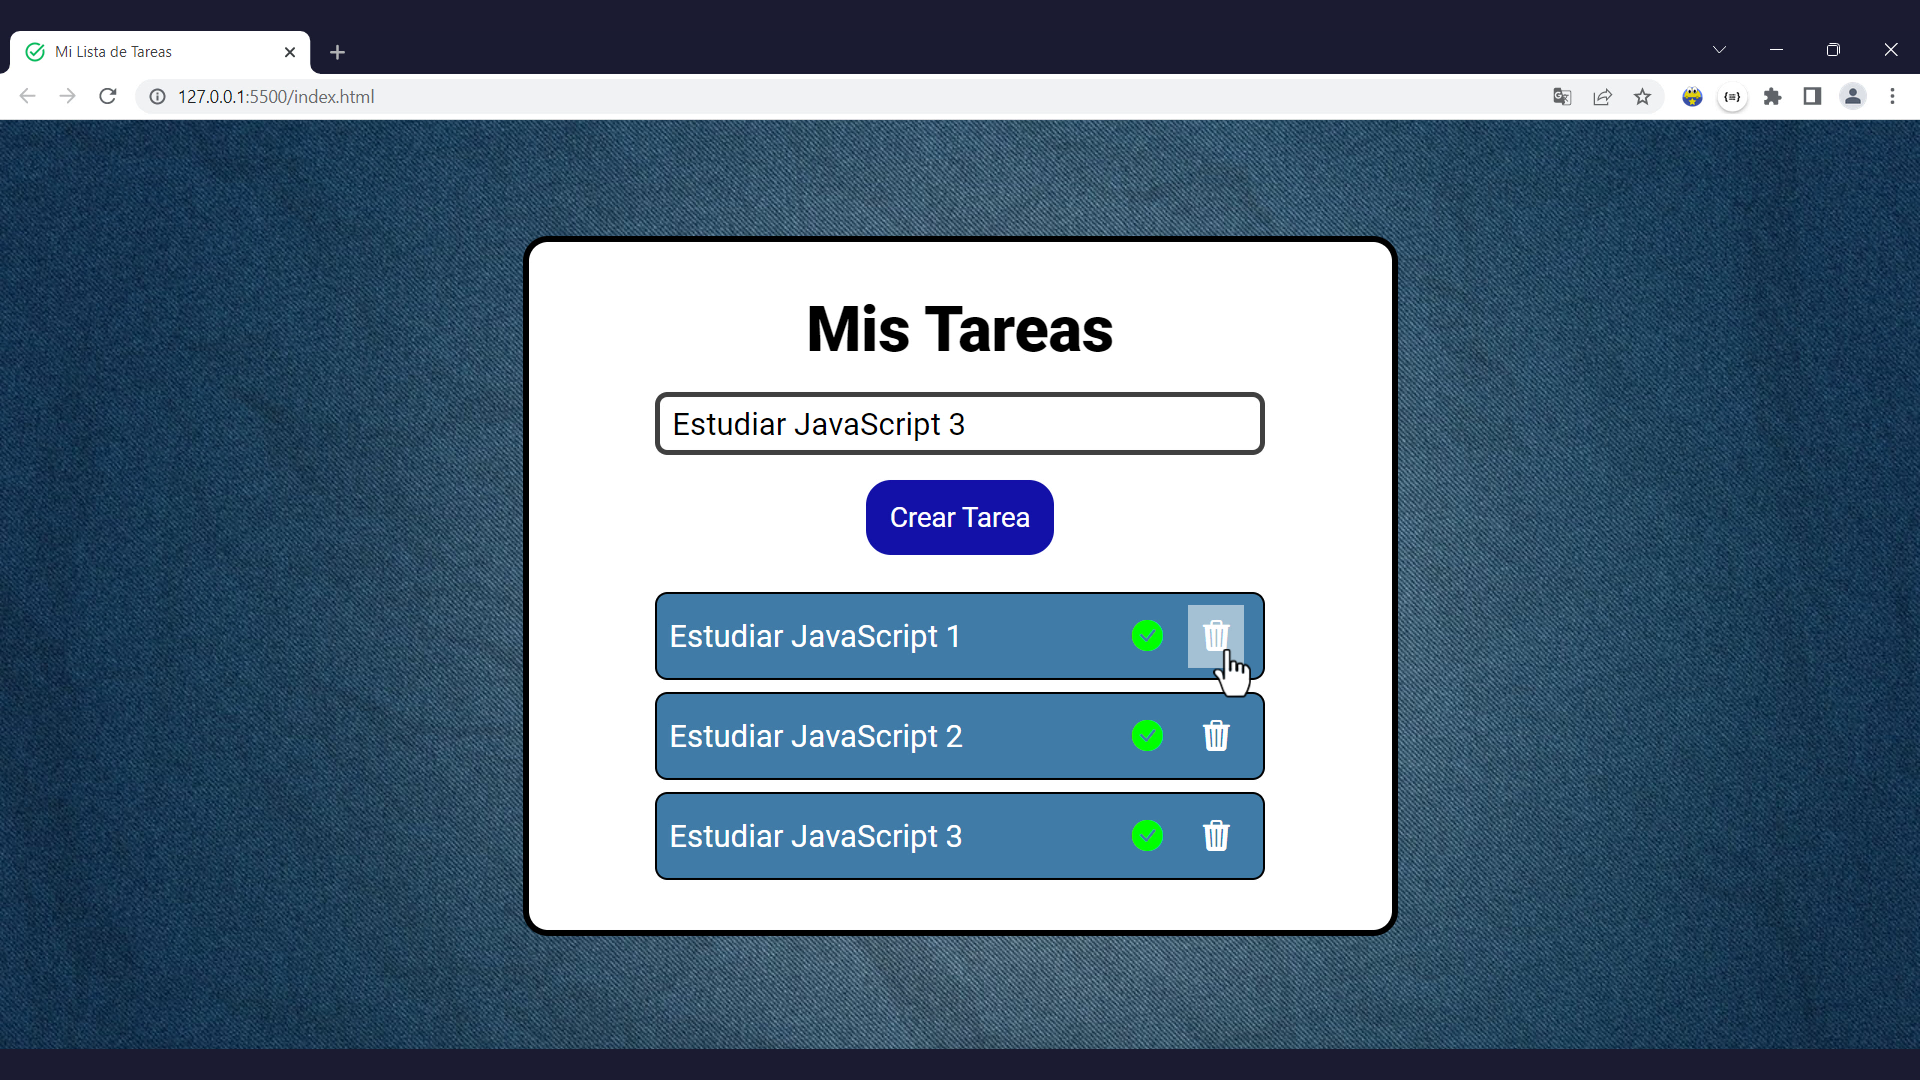 Mi Lista de Tareas
127.0.0.1:5500/index.html
Mis Tareas
Estudiar JavaScript 3
Crear Tarea
Estudiar JavaScript 1
Estudiar JavaScript 2
Estudiar JavaScript 3